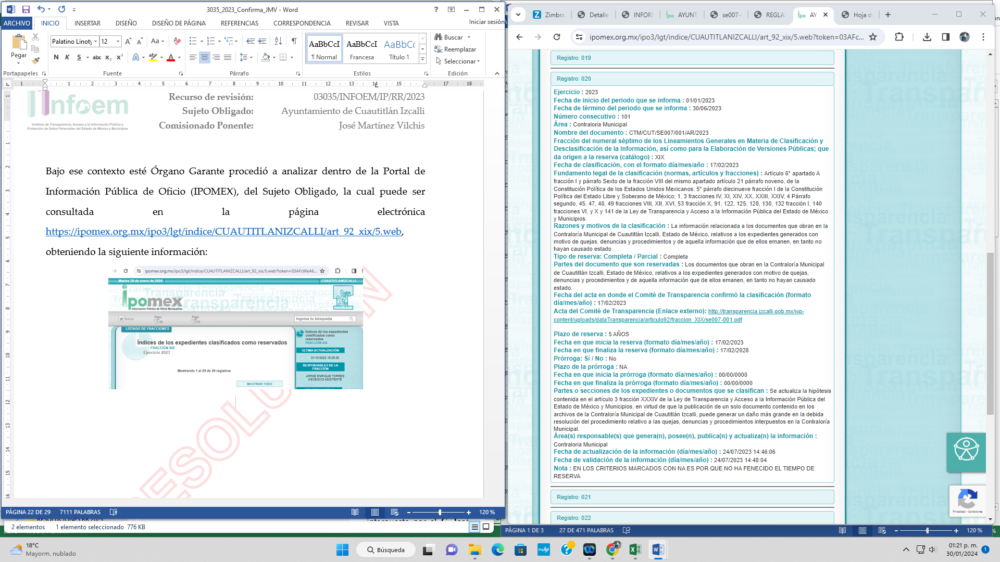 3035_2023_Confirma_JMV - Word
ARCHIVO INICIO INSERTAR DISEÑO DISEÑO DE PÁGINA REFERENCIAS CORRESPONDENCIA REVISAR VISTA Iniciar sesión
Pegar
Palatino Linoty 12
N K S abc x₂ x²
AaBbCcI AaBbCcI AaBbCc
¶ Normal Francesa Título 1
Buscar
Reemplazar
Seleccionar
Portapapeles Fuente Párrafo Estilos Edición
Infoem
Instituto de Transparencia, Acceso a la Información Pública y
Protección de Datos Personales del Estado de México y Municipios
Recurso de revisión: 03035/INFOEM/IP/RR/2023
Sujeto Obligado: Ayuntamiento de Cuautitlán Izcalli
Comisionado Ponente: José Martínez Vilchis
Bajo ese contexto esté Órgano Garante procedió a analizar dentro de la Portal de
Información Pública de Oficio (IPOMEX), del Sujeto Obligado, la cual puede ser
consultada en la página electrónica
https://ipomex.org.mx/ipo3/lgt/indice/CUAUTITLANIZCALLI/art_92_xix/5.web,
obteniendo la siguiente información:
ipomex.org.mx/ipo3/lgt/indice/CUAUTITLANIZCALLI/art_92_xix/5.web?token=03AFcWeA6...
Martes 30 de enero de 2024 CUAUTITLANIZCALLI
ipomex
Información Pública de Oficio Mexiquense
Inicio
Ingresa tu búsqueda
LISTADO DE FRACCIONES
Índices de los expedientes clasificados como reservados
FRACCIÓN XIX
Ejercicio 2023
Mostrando 1 al 29 de 29 registros
MOSTRAR TODO
Índices de los expedientes
clasificados como
reservados
FRACCIÓN XIX
ULTIMA ACTUALIZACIÓN
31/10/2023 15:25:28
RESPONSABLES DE LA
FRACCIÓN
JORGE ENRIQUE TORRES
ASCENCIO ASISTENTE
PÁGINA 22 DE 29 7111 PALABRAS 120 %
2 elementos 1 elemento seleccionado 776 KB
Zimbra Detalle INFOR AYUNT se007- REGLA AY Hoja d
ipomex.org.mx/ipo3/lgt/indice/CUAUTITLANIZCALLI/art_92_xix/5.web?token=03AFc...
Registro: 019
Registro: 020
Ejercicio : 2023
Fecha de inicio del periodo que se informa : 01/01/2023
Fecha de término del periodo que se informa : 30/06/2023
Número consecutivo : 101
Área : Contraloria Municipal
Nombre del documento : CTM/CUT/SE007/001/AR/2023
Fracción del numeral séptimo de los Lineamientos Generales en Materia de Clasificación y
Desclasificación de la Información, así como para la Elaboración de Versiones Públicas; que
da origen a la reserva (catálogo) : XIX
Fecha de clasificación, con el formato día/mes/año : 17/02/2023
Fundamento legal de la clasificación (normas, artículos y fracciones) : Artículo 6° apartado A
fracción I y párrafo Sexto de la fracción VIII del mismo apartado artículo 21 párrafo noveno, de la
Constitución Política de los Estados Unidos Mexicanos; 5° párrafo diecinueve fracción I de la Constitución
Política del Estado Libre y Soberano de México; 1, 3 fracciones IV, XI, XIV, XX, XXIII, XXIV, 4 Párrafo
segundo, 45, 47, 48, 49 fracciones VIII, XII, XVI, 53 fracción X, 91, 122, 125, 128, 130, 132 fracción I, 140
fracciones VI, y X y 141 de la Ley de Transparencia y Acceso a la Información Pública del Estado de México
y Municipios.
Razones y motivos de la clasificación : La información relacionada a los documentos que obran en la
Contraloría Municipal de Cuautitlán Izcalli, Estado de México, relativos a los expedientes generados con
motivo de quejas, denuncias y procedimientos y de aquella información que de ellos emanen, en tanto no
hayan causado estado.
Tipo de reserva: Completa / Parcial : Completa
Partes del documento que son reservadas : Los documentos que obran en la Contraloría Municipal
de Cuautitlán Izcalli, Estado de México, relativos a los expedientes generados con motivo de quejas,
denuncias y procedimientos y de aquella información que de ellos emanen, en tanto no hayan causado
estado.
Fecha del acta en donde el Comité de Transparencia confirmó la clasificación (formato
día/mes/año) : 17/02/2023
Acta del Comité de Transparencia (Enlace externo): http://transparencia.izcalli.gob.mx/wp-
content/uploads/dataTransparencia/articulo92/fraccion_XIX/se007-001.pdf
Plazo de reserva : 5 AÑOS
Fecha en que inicia la reserva (formato día/mes/año) : 17/02/2023
Fecha en que finaliza la reserva (formato día/mes/año) : 17/02/2028
Prórroga: Sí / No : No
Plazo de la prórroga : NA
Fecha en que inicia la prórroga (formato día/mes/año) : 00/00/0000
Fecha en que finaliza la prórroga (formato día/mes/año) : 00/00/0000
Partes o secciones de los expedientes o documentos que se clasifican : Se actualiza la hipótesis
contenida en el artículo 3 fracción XXXIV de la Ley de Transparencia y Acceso a la Información Pública del
Estado de México y Municipios, en virtud de que la publicación de un solo documento contenido en los
archivos de la Contraloría Municipal de Cuautitlán Izcalli, puede generar un daño más grande en la debida
resolución del procedimiento relativo a las quejas, denuncias y procedimientos interpuestos en la Contraloría
Municipal.
Área(s) responsable(s) que genera(n), posee(n), publica(n) y actualiza(n) la información :
Contraloria Municipal
Fecha de actualización de la información (día/mes/año) : 24/07/2023 14:46:06
Fecha de validación de la información (día/mes/año) : 24/07/2023 14:48:04
Nota : EN LOS CRITERIOS MARCADOS CON NA ES POR QUE NO HA FENECIDO EL TIEMPO DE
RESERVA
Registro: 021
Registro: 022
Privacidad - Condiciones
PÁGINA 1 DE 3 27 DE 471 PALABRAS 120 %
18°C
Mayorm. nublado
Búsqueda
01:21 p. m.
30/01/2024